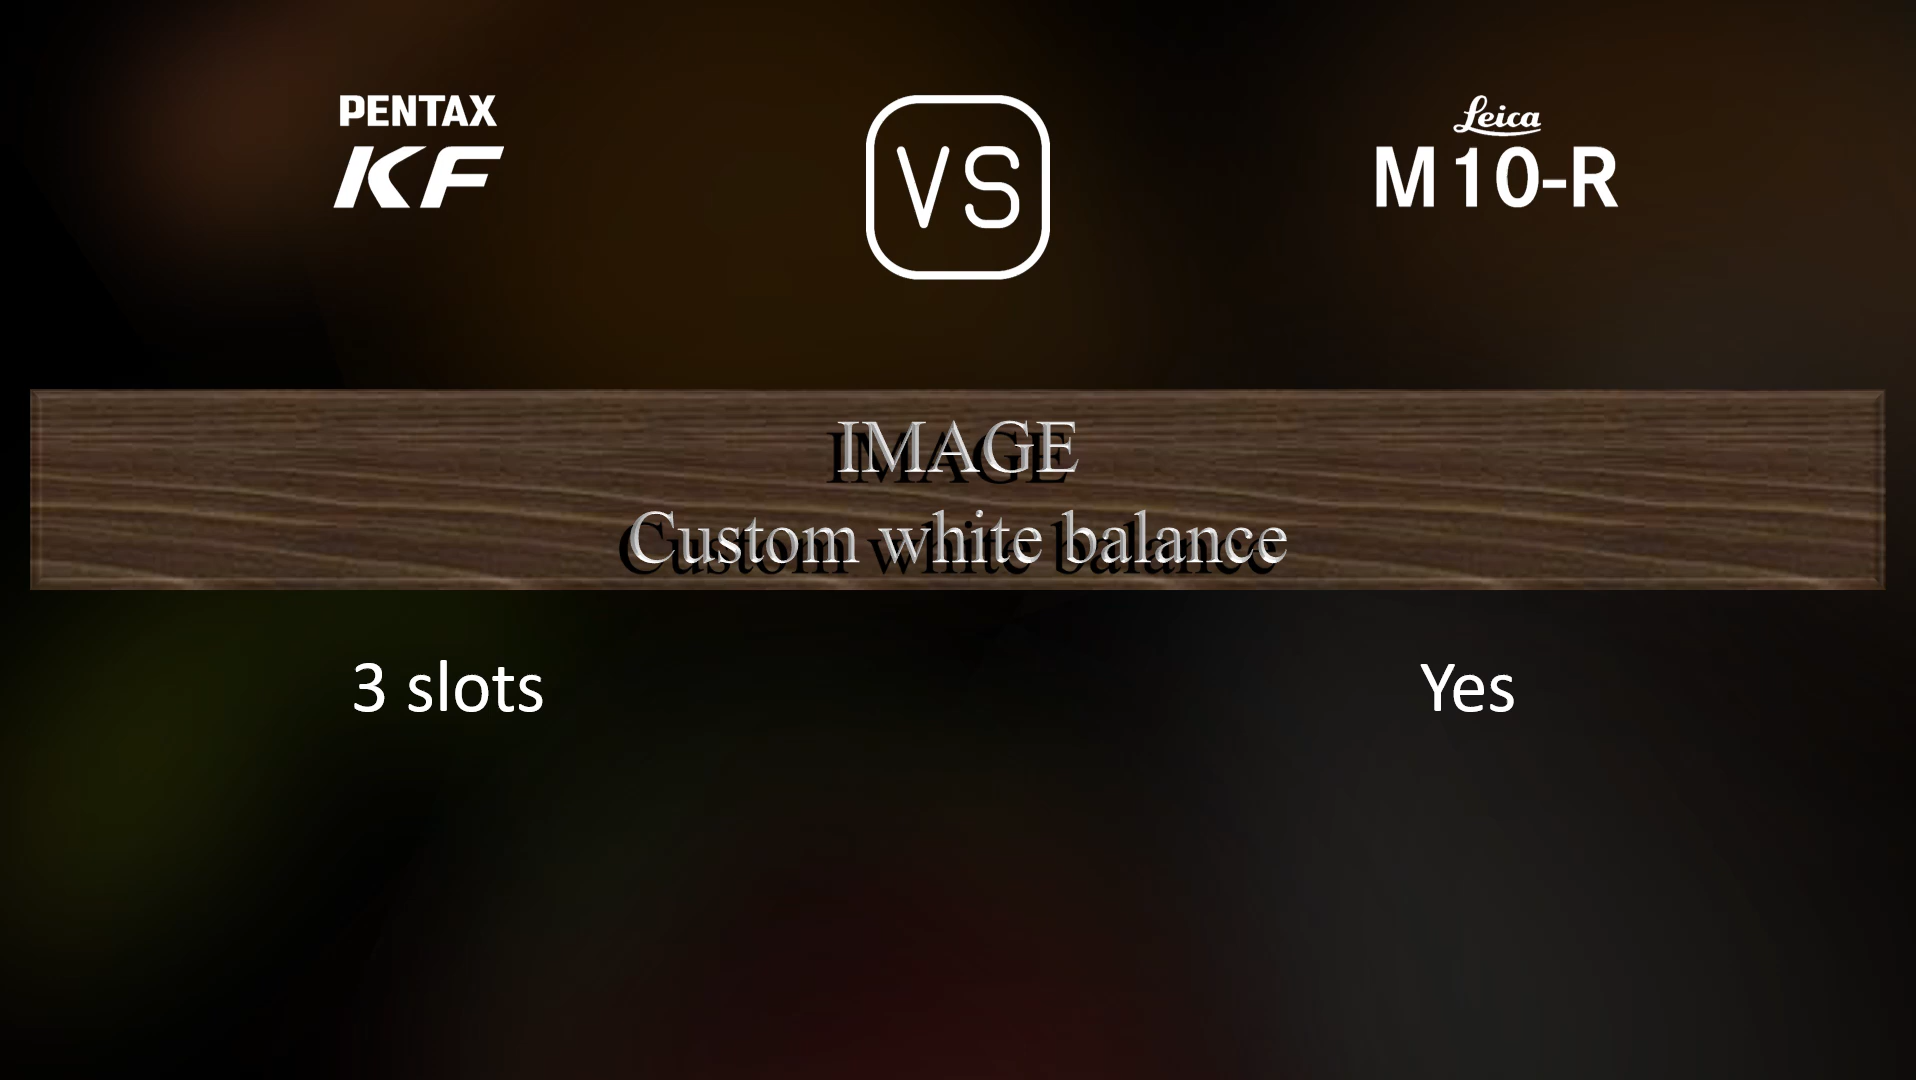 PENTAX
KF
VS
Leica
M10-R
IMAGE
Custom white balance
3 slots
Yes